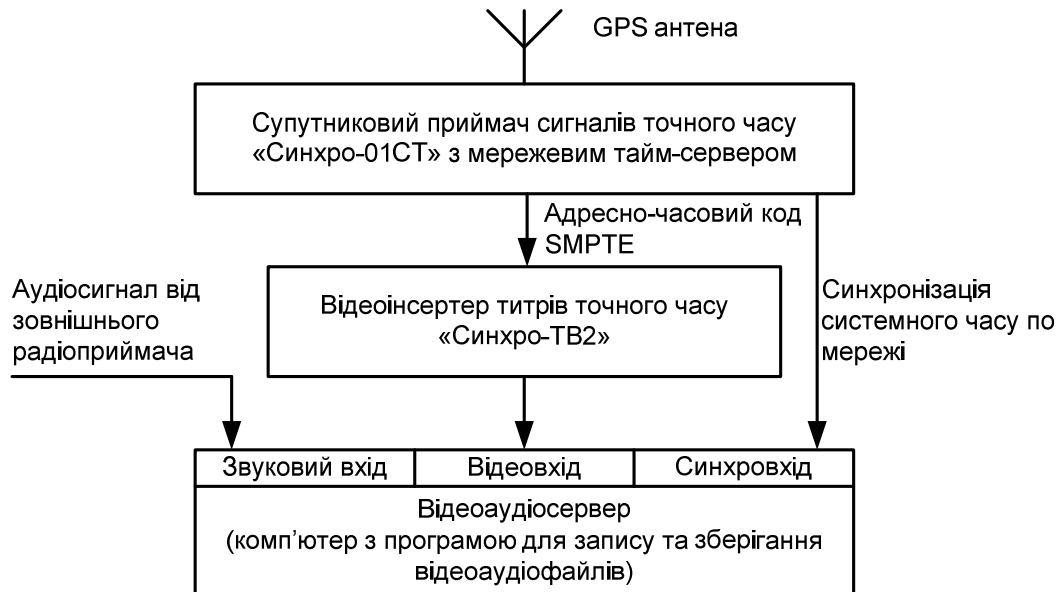 GPS антена
Супутниковий приймач сигналів точного часу
«Синхро-01СТ» з мережевим тайм-сервером
Адресно-часовий код
SMPTE
Аудіосигнал від
зовнішнього
радіоприймача
Відеоінсертер титрів точного часу
«Синхро-ТВ2»
Синхронізація
системного часу по
мережі
Звуковий вхід
Відеовхід
Синхровхід
Відеоаудіосервер
(комп’ютер з програмою для запису та зберігання
відеоаудіофайлів)